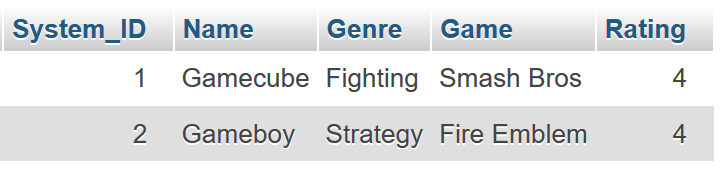 System_ID Name Genre Game Rating
1 Gamecube Fighting Smash Bros 4
2 Gameboy Strategy Fire Emblem 4